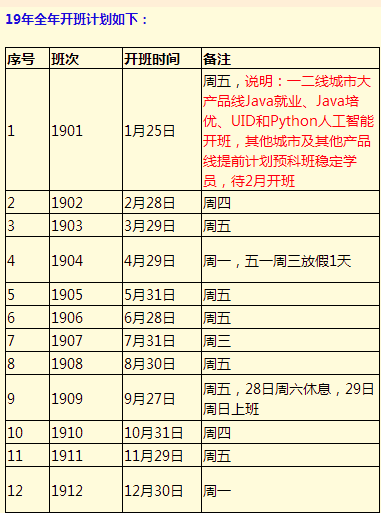 19年全年开班计划如下：
序号 班次 开班时间 备注
1 1901 1月25日 周五，说明：一二线城市大
产品线Java就业、Java培
优、UID和Python人工智能
开班，其他城市及其他产品
线提前计划预科班稳定学
员，待2月开班
2 1902 2月28日 周四
3 1903 3月29日 周五
4 1904 4月29日 周一，五一周三放假1天
5 1905 5月31日 周五
6 1906 6月28日 周五
7 1907 7月31日 周三
8 1908 8月30日 周五
9 1909 9月27日 周五，28日周六休息，29日
周日上班
10 1910 10月31日 周四
11 1911 11月29日 周五
12 1912 12月30日 周一